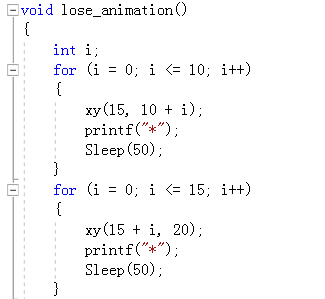 void lose_animation()
{
    int i;
    for (i = 0; i <= 10; i++)
    {
        xy(15, 10 + i);
        printf("*");
        Sleep(50);
    }
    for (i = 0; i <= 15; i++)
    {
        xy(15 + i, 20);
        printf("*");
        Sleep(50);
    }